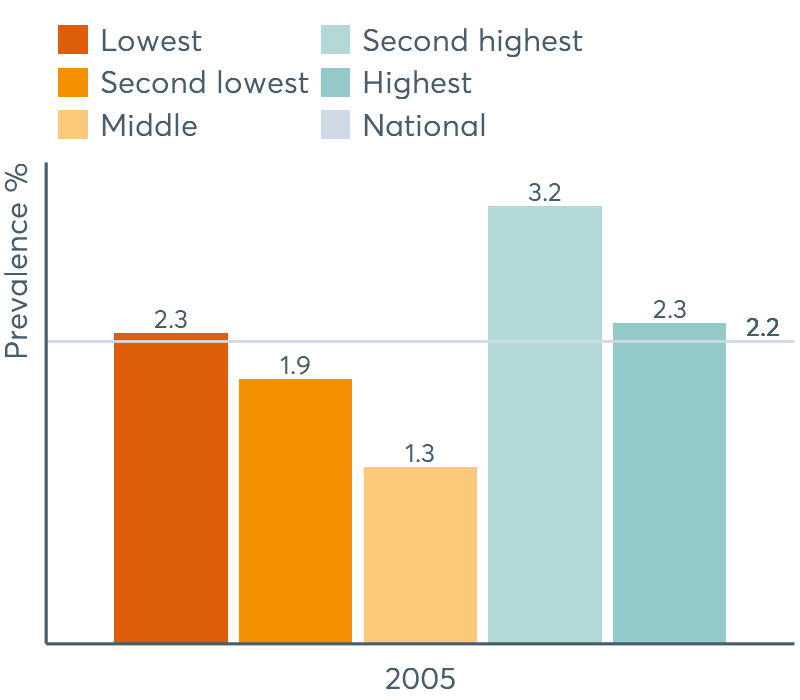 Lowest
Second lowest
Middle
Second highest
Highest
National
Prevalence %
2.3
1.9
1.3
3.2
2.3
2.2
2005